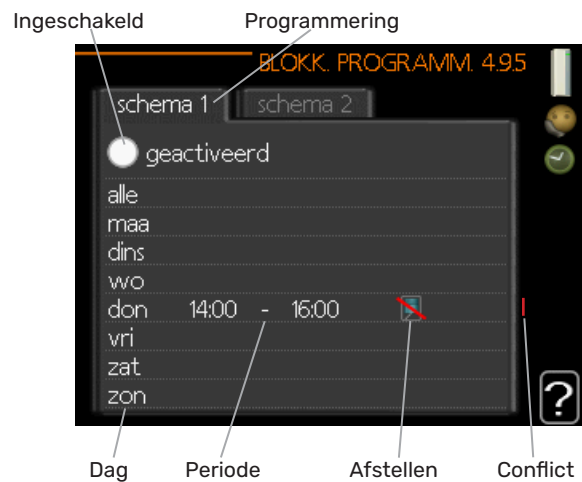 Ingeschakeld Programmering
BLOKK. PROGRAMM. 4.9.5
schema 1 schema 2
geactiveerd
alle
maa
dins
wo
don 14:00 - 16:00
vri
zat
zon
?
Dag Periode Afstellen Conflict